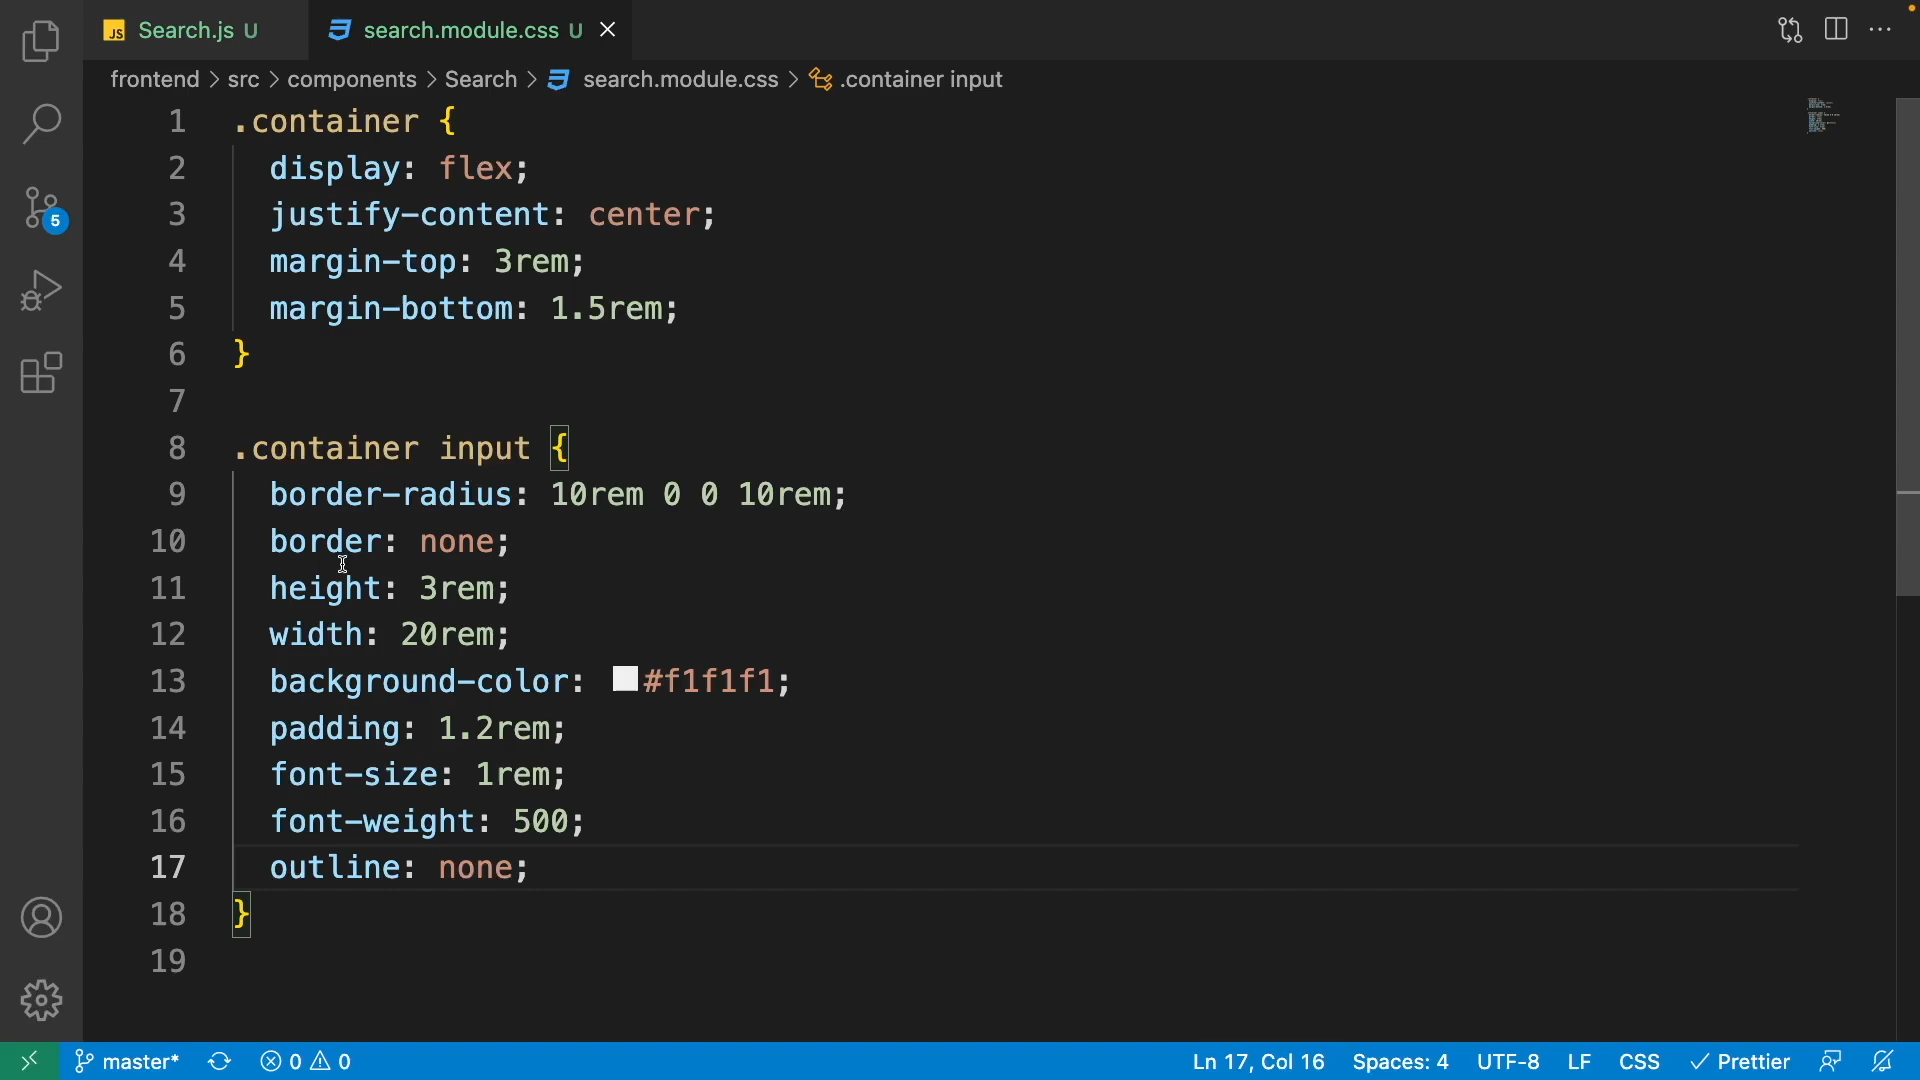 JS Search.js U search.module.css U
frontend > src > components > Search > search.module.css > .container input
1 .container {
2 display: flex;
3 justify-content: center;
4 margin-top: 3rem;
5 margin-bottom: 1.5rem;
6 }
7
8 .container input {
9 border-radius: 10rem 0 0 10rem;
10 border: none;
11 height: 3rem;
12 width: 20rem;
13 background-color: #f1f1f1;
14 padding: 1.2rem;
15 font-size: 1rem;
16 font-weight: 500;
17 outline: none;
18 }
19
5
master* 0 0 Ln 17, Col 16 Spaces: 4 UTF-8 LF CSS Prettier